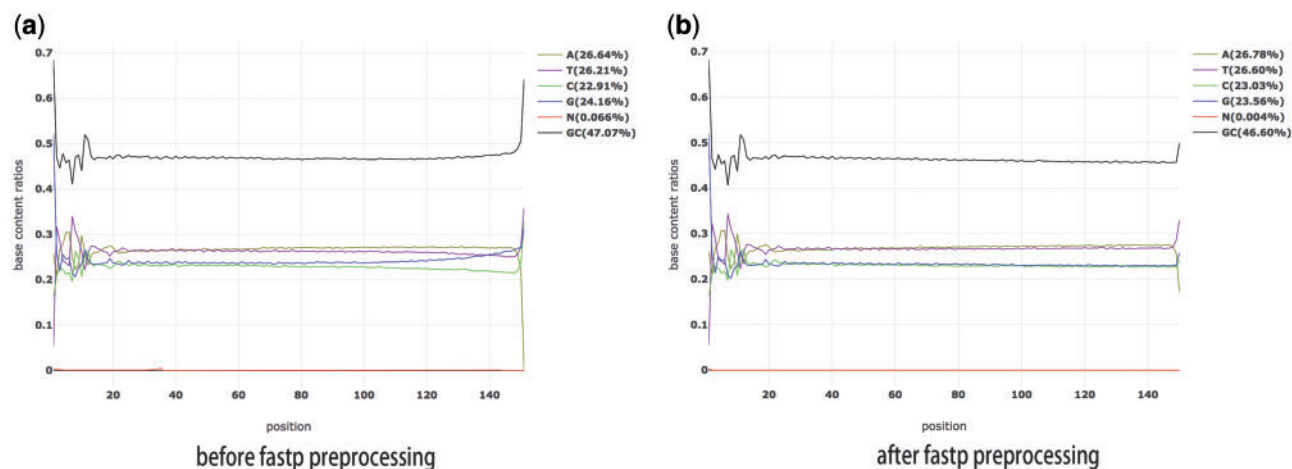 (a)
0.7
0.6
0.5
0.4
0.3
0.2
0.1
0
base content ratios
20 40 60 80 100 120 140
position
A(26.64%)
T(26.21%)
C(22.91%)
G(24.16%)
N(0.066%)
GC(47.07%)
before fastp preprocessing
(b)
0.7
0.6
0.5
0.4
0.3
0.2
0.1
0
base content ratios
20 40 60 80 100 120 140
position
A(26.78%)
T(26.60%)
C(23.03%)
G(23.56%)
N(0.004%)
GC(46.60%)
after fastp preprocessing